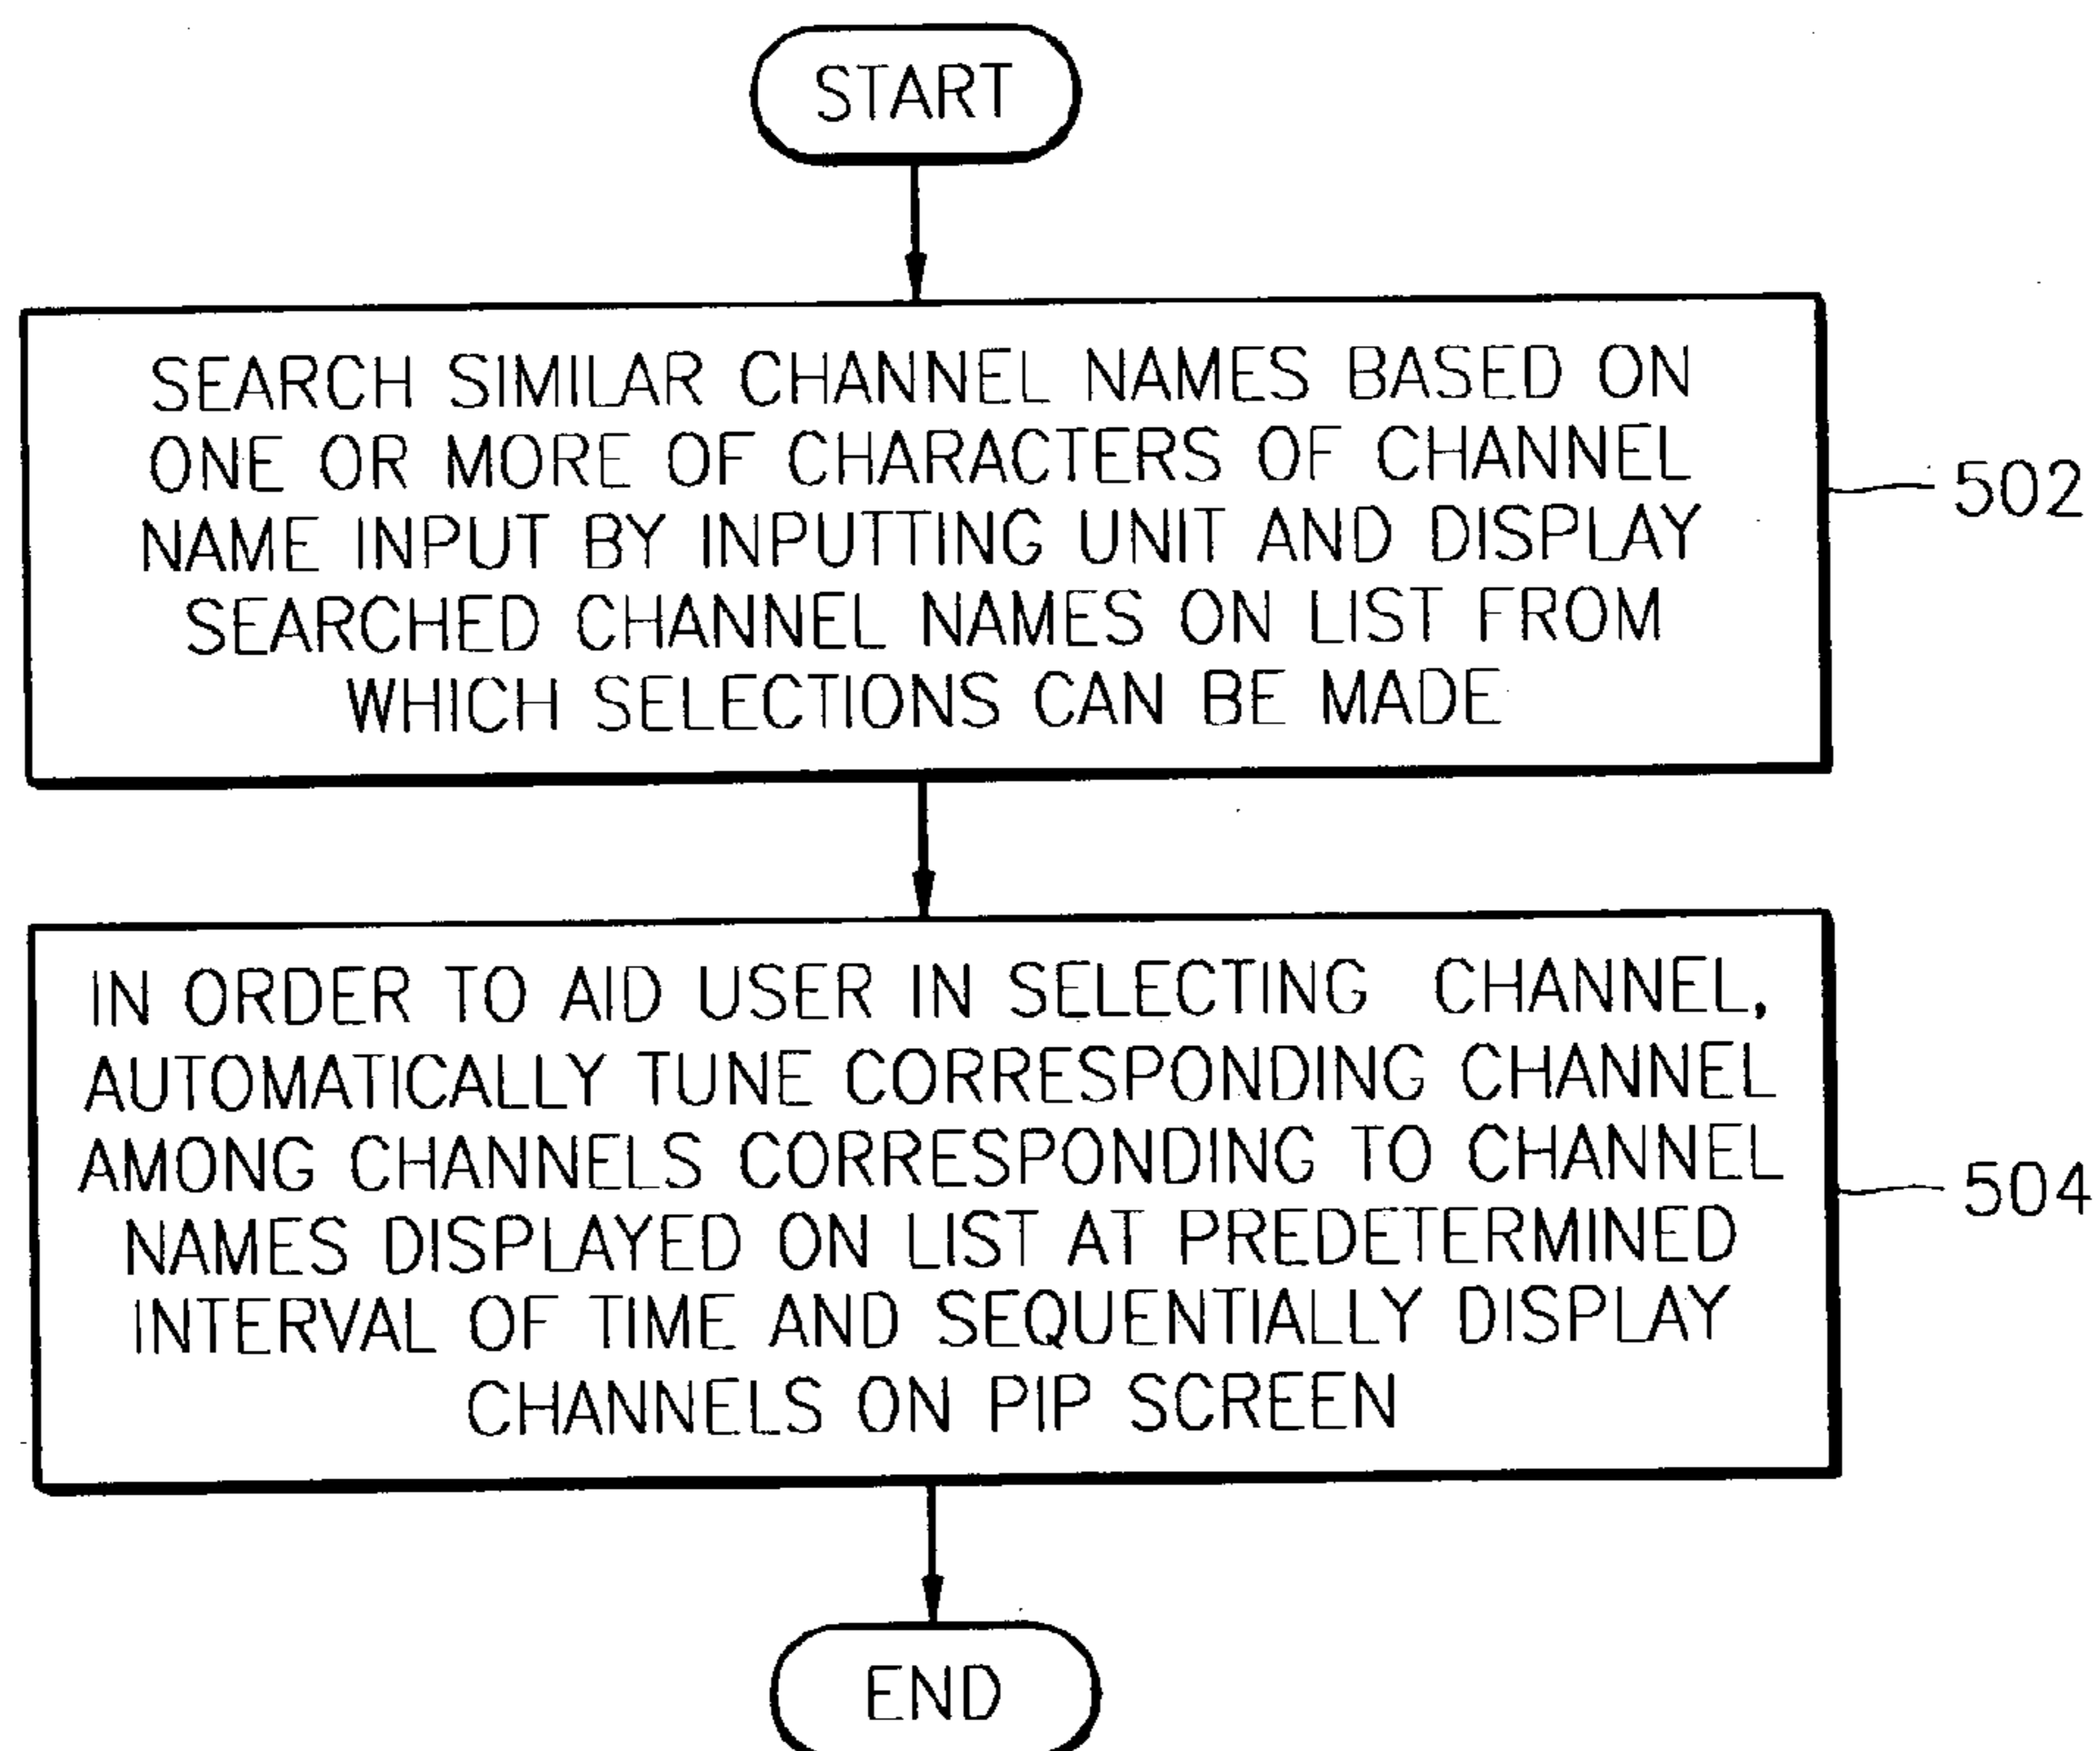 START
SEARCH SIMILAR CHANNEL NAMES BASED ON
ONE OR MORE OF CHARACTERS OF CHANNEL
NAME INPUT BY INPUTTING UNIT AND DISPLAY
SEARCHED CHANNEL NAMES ON LIST FROM
WHICH SELECTIONS CAN BE MADE
502
IN ORDER TO AID USER IN SELECTING CHANNEL,
AUTOMATICALLY TUNE CORRESPONDING CHANNEL
AMONG CHANNELS CORRESPONDING TO CHANNEL
NAMES DISPLAYED ON LIST AT PREDETERMINED
INTERVAL OF TIME AND SEQUENTIALLY DISPLAY
CHANNELS ON PIP SCREEN
504
END